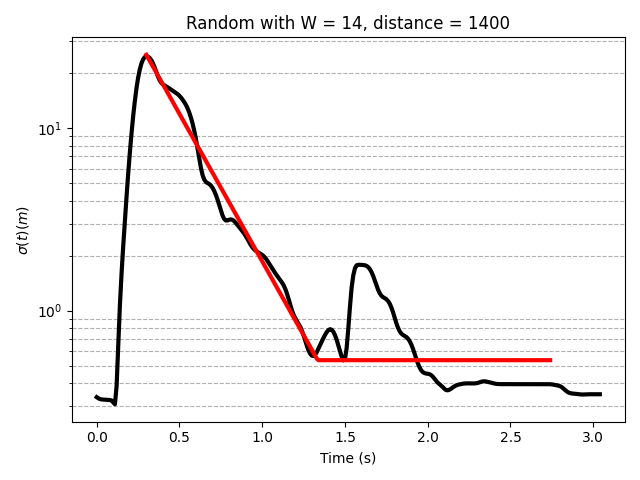 Random with W = 14, distance = 1400
σ(t)(m)
10¹
10⁰
0.0 0.5 1.0 1.5 2.0 2.5 3.0
Time (s)